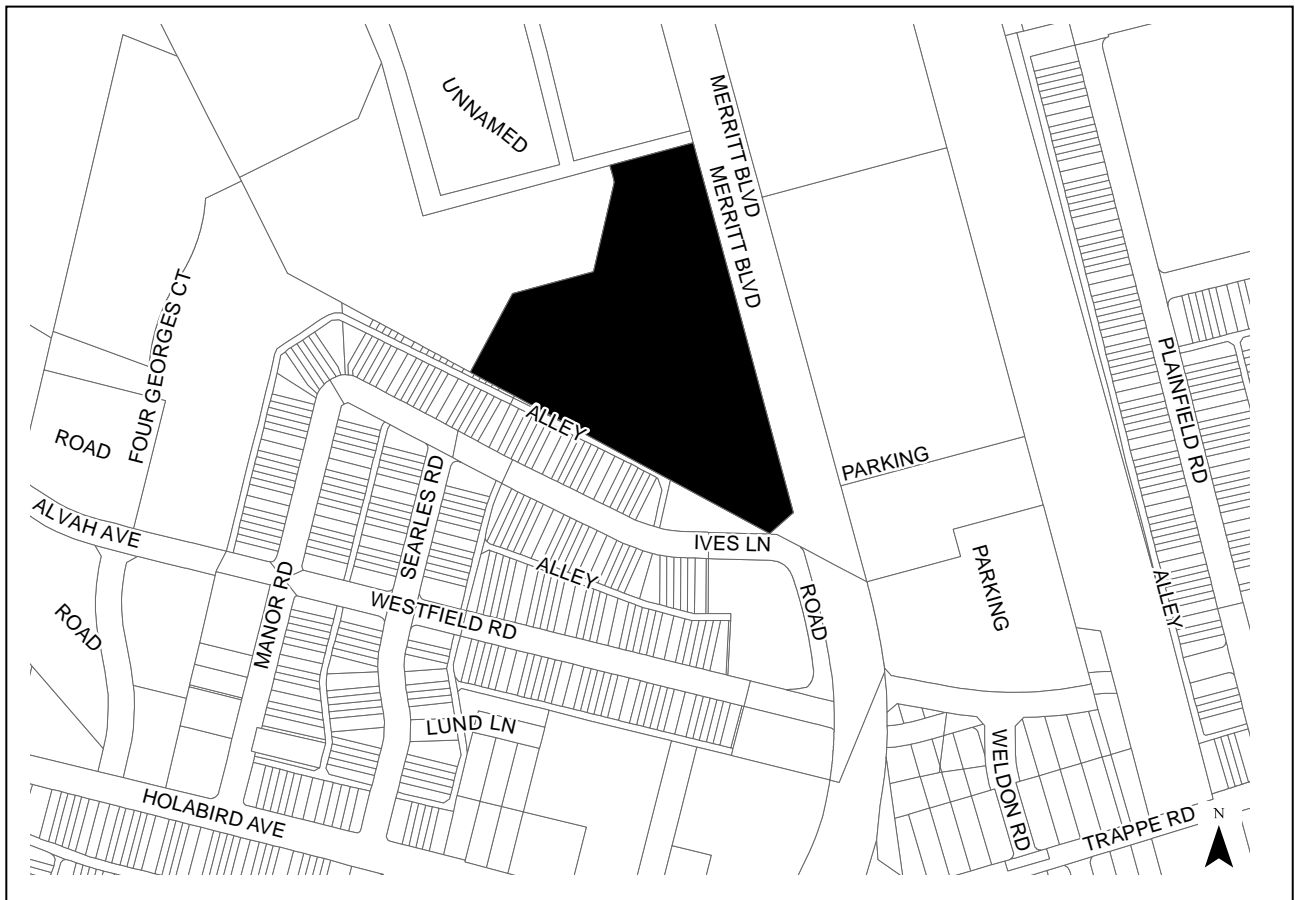 UNNAMED
MERRITT BLVD
MERRITT BLVD
FOUR GEORGES CT
PLAINFIELD RD
ROAD
ALLEY
PARKING
SEARLES RD
ALVAH AVE
IVES LN
PARKING
ALLEY
ALLEY
MANOR RD
WESTFIELD RD
ROAD
ROAD
LUND LN
WELDON RD
HOLABIRD AVE
TRAPPE RD
N